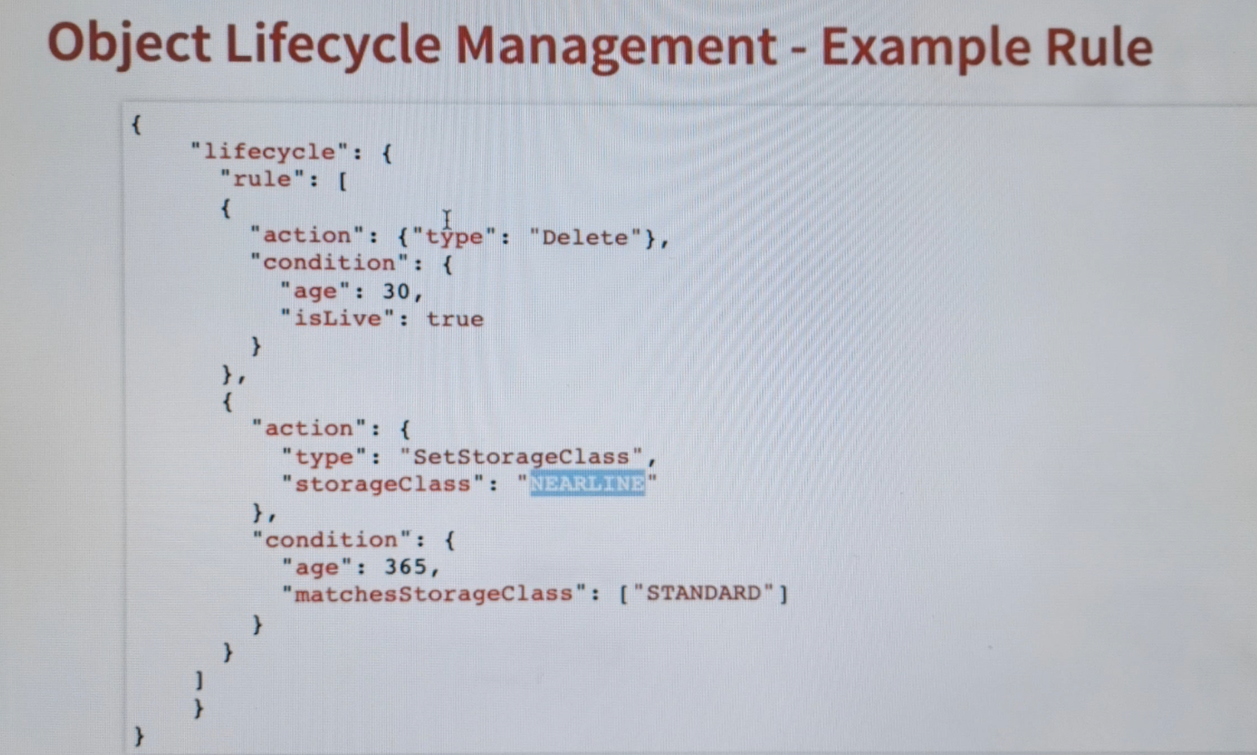 Object Lifecycle Management - Example Rule
{
"lifecycle": {
"rule": [
{
"action": {"type": "Delete"},
"condition": {
"age": 30,
"isLive": true
}
},
{
"action": {
"type": "SetStorageClass",
"storageClass": "NEARLINE"
},
"condition": {
"age": 365,
"matchesStorageClass": ["STANDARD"]
}
}
]
}
}